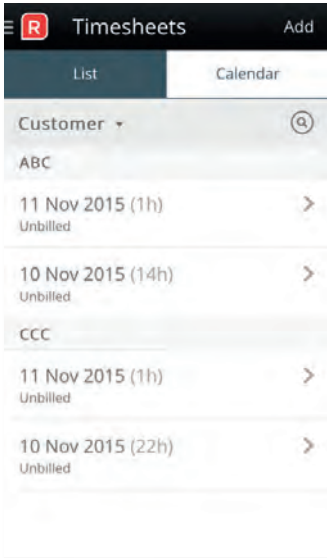 R Timesheets Add
List Calendar
Customer
ABC
11 Nov 2015 (1h)
Unbilled
10 Nov 2015 (14h)
Unbilled
CCC
11 Nov 2015 (1h)
Unbilled
10 Nov 2015 (22h)
Unbilled